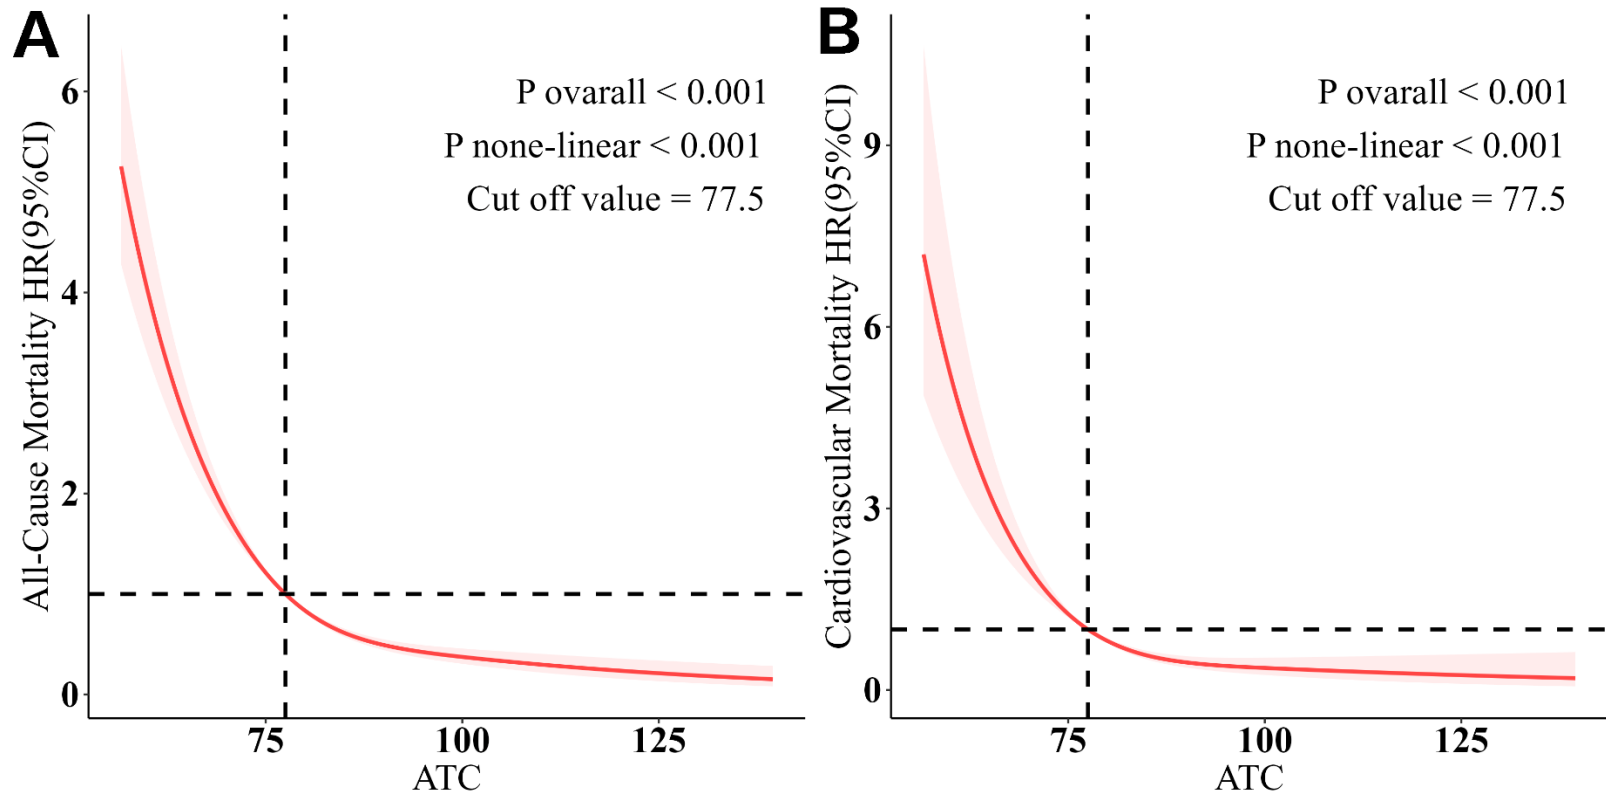 A
All-Cause Mortality HR(95%CI)
6
4
2
0
P ovarall < 0.001
P none-linear < 0.001
Cut off value = 77.5
75 100 125
ATC
B
Cardiovascular Mortality HR(95%CI)
9
6
3
0
P ovarall < 0.001
P none-linear < 0.001
Cut off value = 77.5
75 100 125
ATC